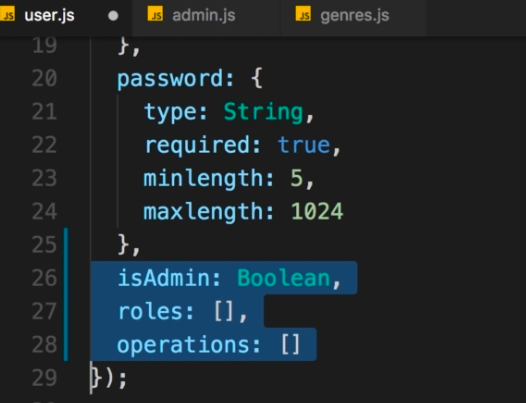 JS user.js ● JS admin.js JS genres.js
19 },
20 password: {
21 type: String,
22 required: true,
23 minlength: 5,
24 maxlength: 1024
25 },
26 isAdmin: Boolean,
27 roles: [],
28 operations: []
29 });